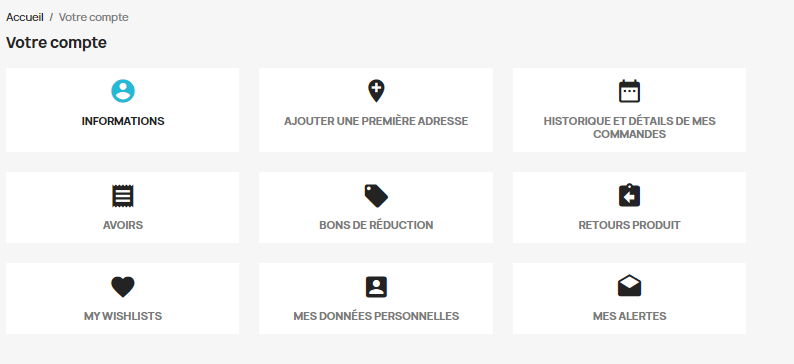 Accueil / Votre compte
Votre compte
INFORMATIONS
AJOUTER UNE PREMIÈRE ADRESSE
HISTORIQUE ET DÉTAILS DE MES
COMMANDES
AVOIRS
BONS DE RÉDUCTION
RETOURS PRODUIT
MY WISHLISTS
MES DONNÉES PERSONNELLES
MES ALERTES